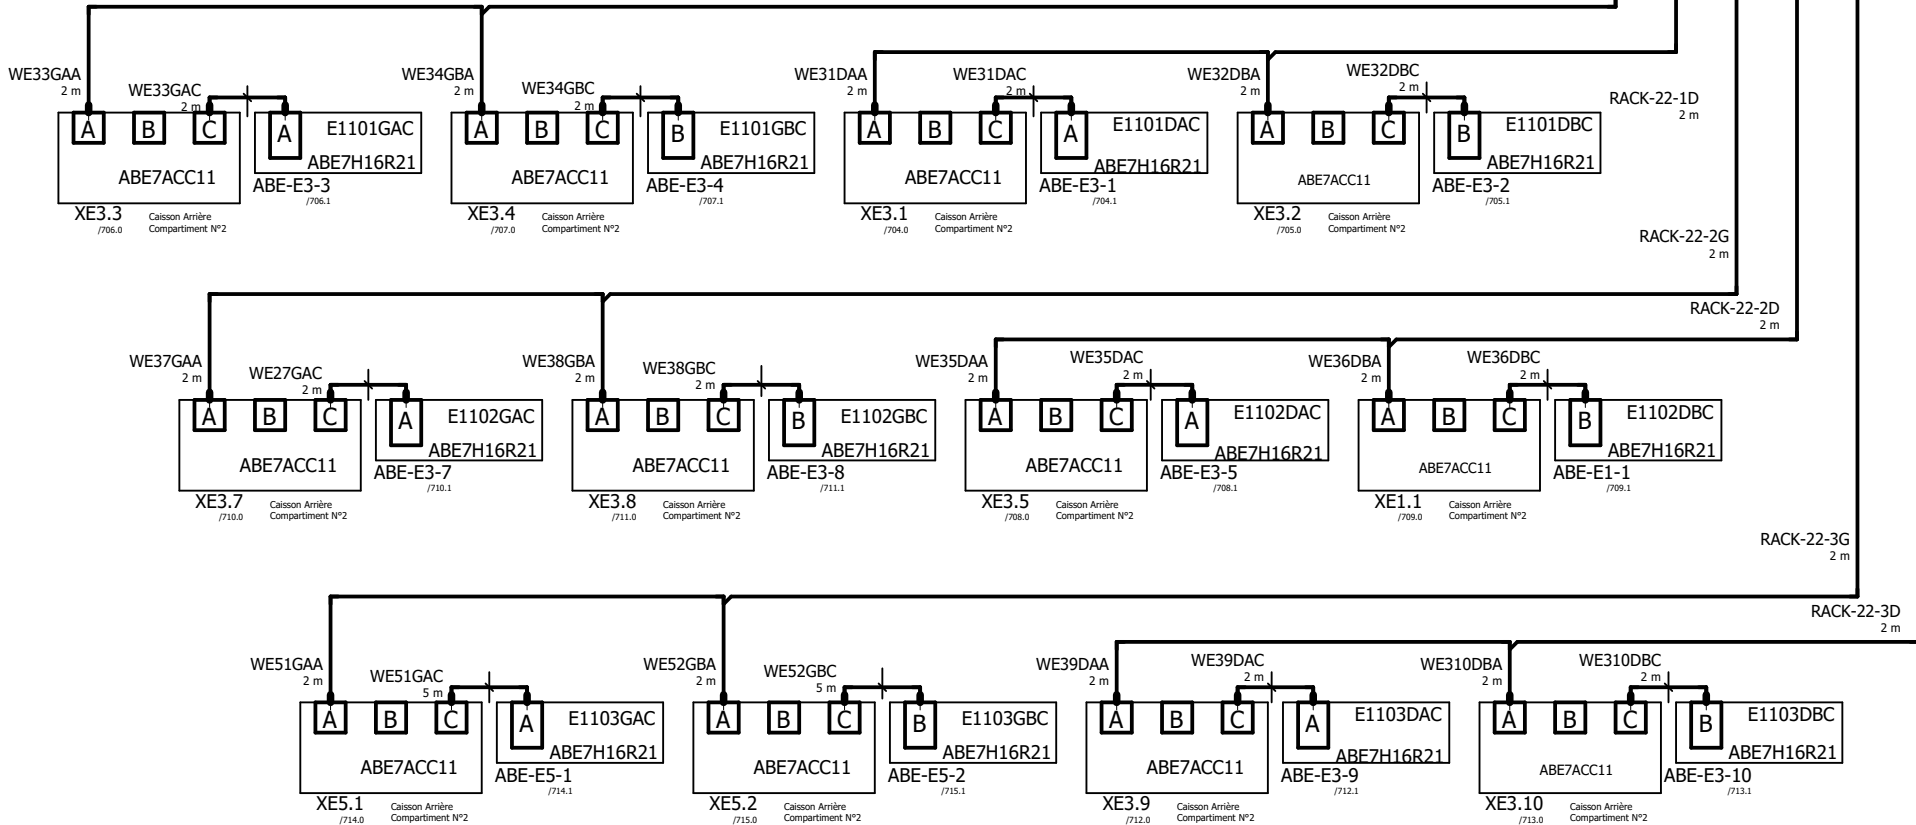 WE33GAA
2 m
WE33GAC
2 m
A
B
C
A
E1101GAC
ABE7H16R21
ABE7ACC11
ABE-E3-3
/706.1
XE3.3
/706.0
Caisson Arrière
Compartiment N°2
WE34GBA
2 m
WE34GBC
2 m
A
B
C
B
E1101GBC
ABE7H16R21
ABE7ACC11
ABE-E3-4
/707.1
XE3.4
/707.0
Caisson Arrière
Compartiment N°2
WE31DAA
2 m
WE31DAC
2 m
A
B
C
A
E1101DAC
ABE7H16R21
ABE7ACC11
ABE-E3-1
/704.1
XE3.1
/704.0
Caisson Arrière
Compartiment N°2
WE32DBA
2 m
WE32DBC
2 m
A
B
C
B
E1101DBC
ABE7H16R21
ABE7ACC11
ABE-E3-2
/705.1
XE3.2
/705.0
Caisson Arrière
Compartiment N°2
RACK-22-1D
2 m
RACK-22-2G
2 m
RACK-22-2D
2 m
WE37GAA
2 m
WE27GAC
2 m
A
B
C
A
E1102GAC
ABE7H16R21
ABE7ACC11
ABE-E3-7
/710.1
XE3.7
/710.0
Caisson Arrière
Compartiment N°2
WE38GBA
2 m
WE38GBC
2 m
A
B
C
B
E1102GBC
ABE7H16R21
ABE7ACC11
ABE-E3-8
/711.1
XE3.8
/711.0
Caisson Arrière
Compartiment N°2
WE35DAA
2 m
WE35DAC
2 m
A
B
C
A
E1102DAC
ABE7H16R21
ABE7ACC11
ABE-E3-5
/708.1
XE3.5
/708.0
Caisson Arrière
Compartiment N°2
WE36DBA
2 m
WE36DBC
2 m
A
B
C
B
E1102DBC
ABE7H16R21
ABE7ACC11
ABE-E1-1
/709.1
XE1.1
/709.0
Caisson Arrière
Compartiment N°2
RACK-22-3G
2 m
RACK-22-3D
2 m
WE51GAA
2 m
WE51GAC
5 m
A
B
C
A
E1103GAC
ABE7H16R21
ABE7ACC11
ABE-E5-1
/714.1
XE5.1
/714.0
Caisson Arrière
Compartiment N°2
WE52GBA
2 m
WE52GBC
5 m
A
B
C
B
E1103GBC
ABE7H16R21
ABE7ACC11
ABE-E5-2
/715.1
XE5.2
/715.0
Caisson Arrière
Compartiment N°2
WE39DAA
2 m
WE39DAC
2 m
A
B
C
A
E1103DAC
ABE7H16R21
ABE7ACC11
ABE-E3-9
/712.1
XE3.9
/712.0
Caisson Arrière
Compartiment N°2
WE310DBA
2 m
WE310DBC
2 m
A
B
C
B
E1103DBC
ABE7H16R21
ABE7ACC11
ABE-E3-10
/713.1
XE3.10
/713.0
Caisson Arrière
Compartiment N°2